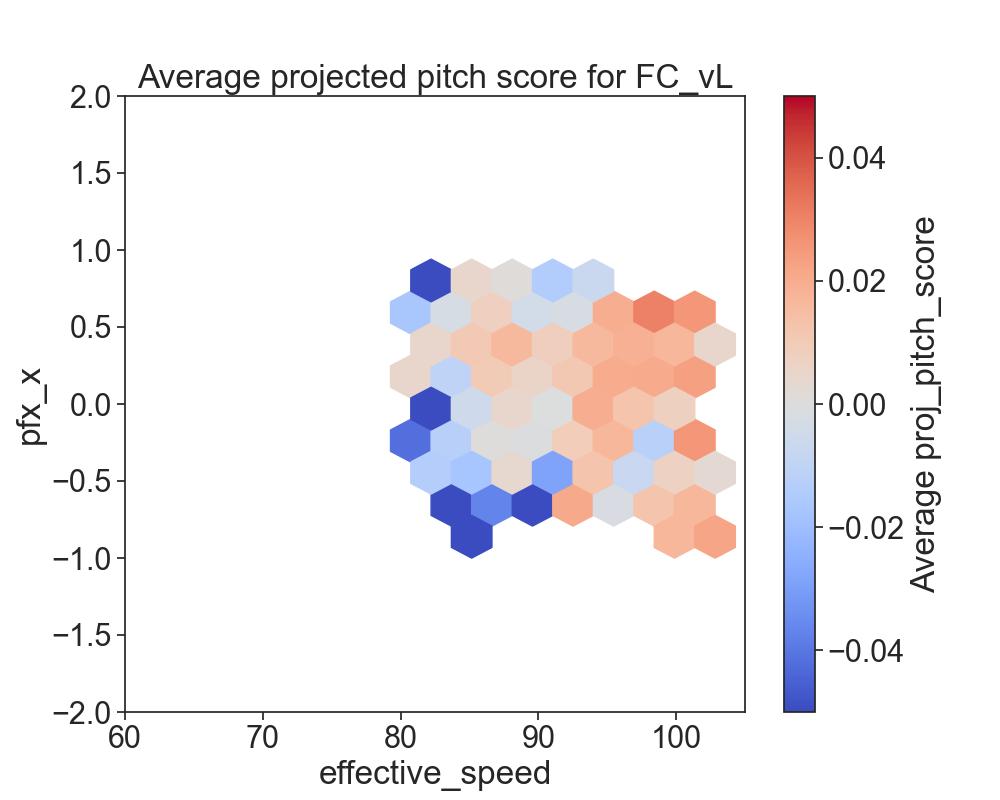 Average projected pitch score for FC_vL
2.0
1.5
1.0
0.5
0.0
−0.5
−1.0
−1.5
−2.0
pfx_x
60 70 80 90 100
effective_speed
0.04
0.02
0.00
−0.02
−0.04
Average proj_pitch_score